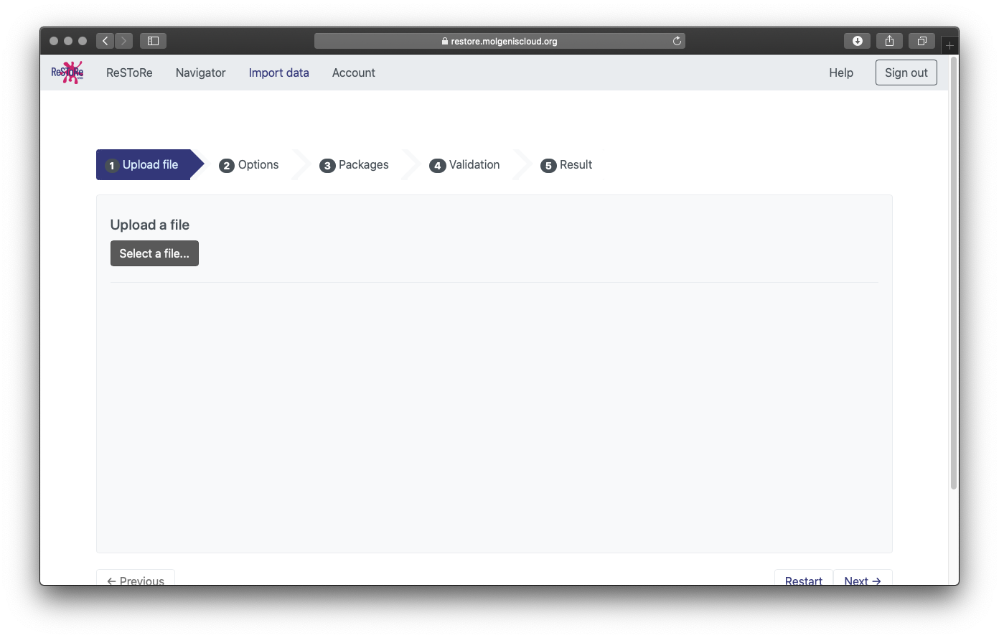 restore.molgeniscloud.org
ReSToRe ReSToRe Navigator Import data Account Help Sign out
1 Upload file 2 Options 3 Packages 4 Validation 5 Result
Upload a file
Select a file...
← Previous Restart Next →